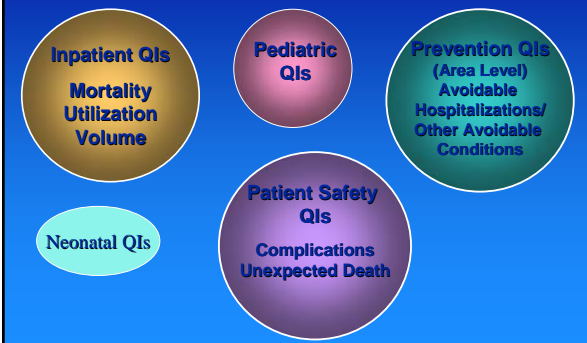 Inpatient QIs
Mortality
Utilization
Volume
Pediatric
QIs
Prevention QIs
(Area Level)
Avoidable
Hospitalizations/
Other Avoidable
Conditions
Neonatal QIs
Patient Safety
QIs
Complications
Unexpected Death